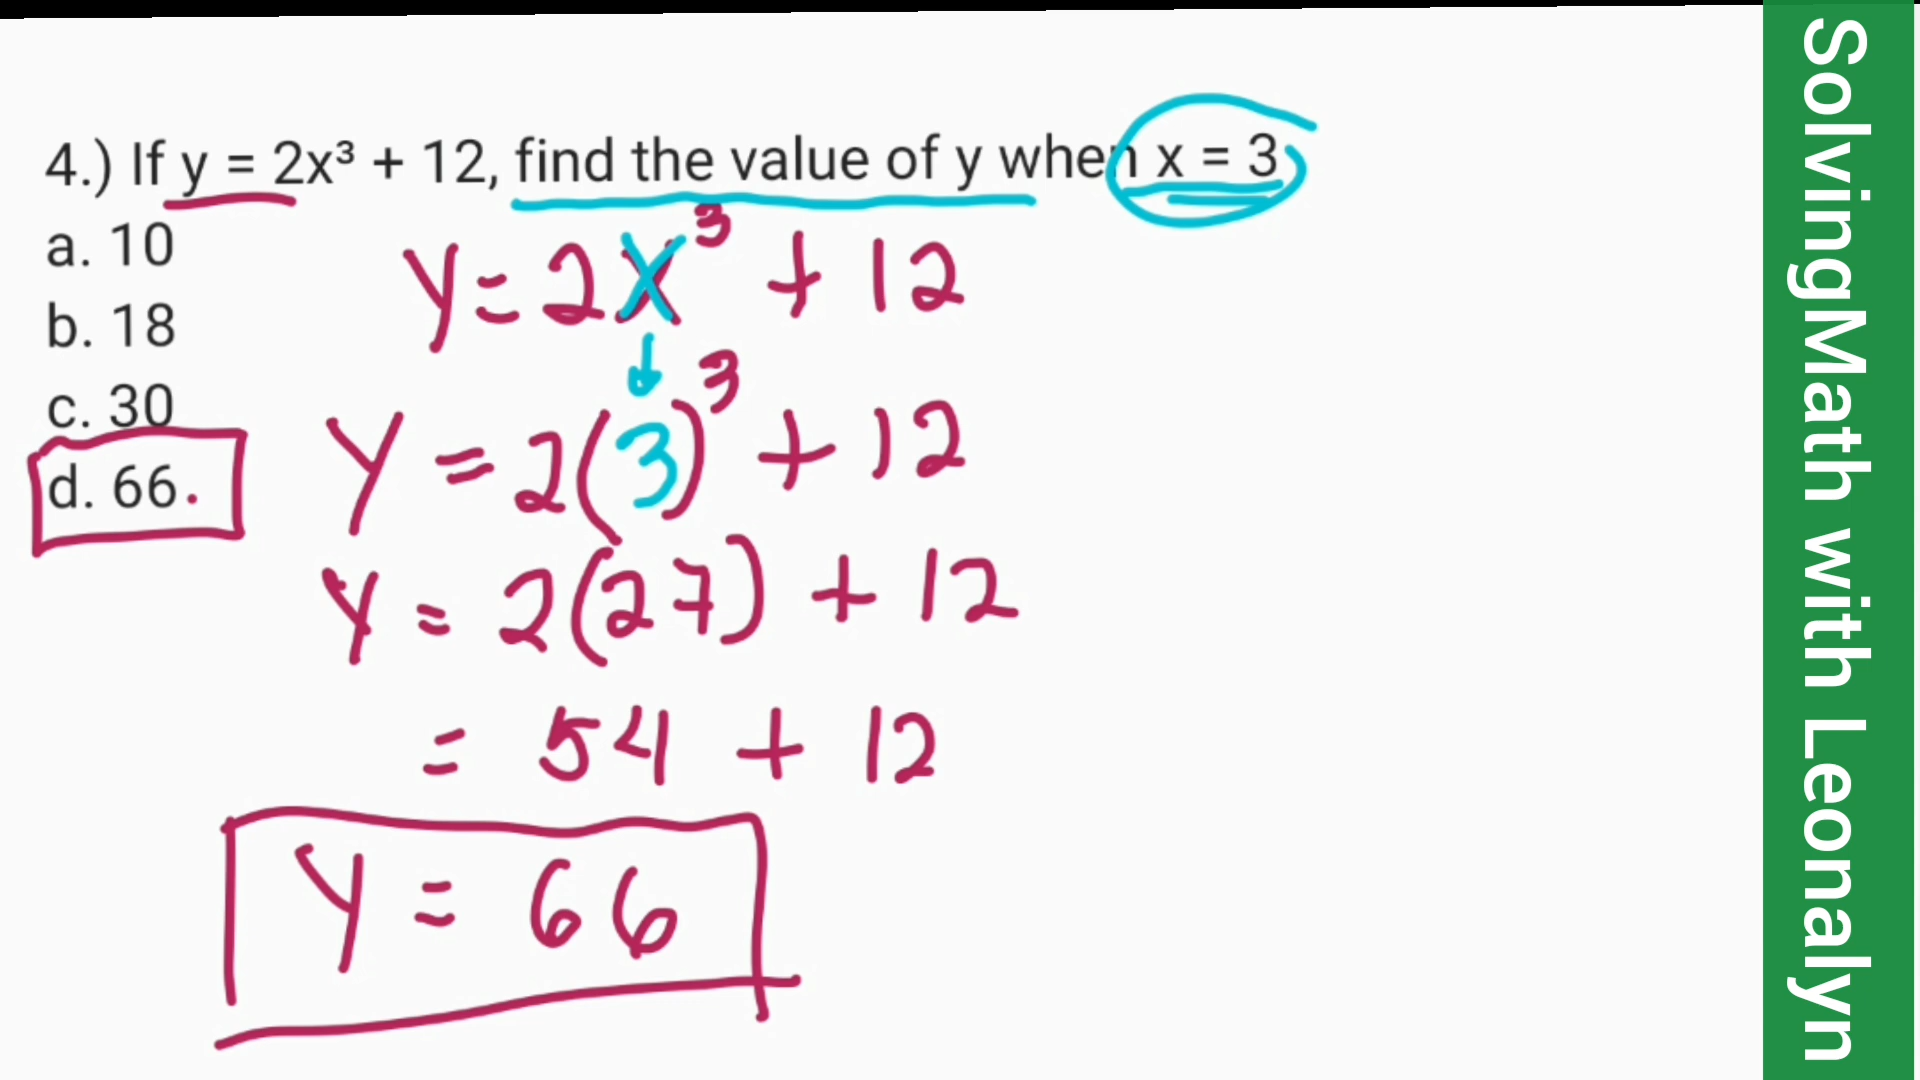 4.) If y = 2x³ + 12, find the value of y when x = 3
a. 10
b. 18
c. 30
d. 66.
y = 2x³ + 12
y = 2(3)³ + 12
y = 2(27) + 12
= 54 + 12
y = 66
SolvingMath with Leonalyn